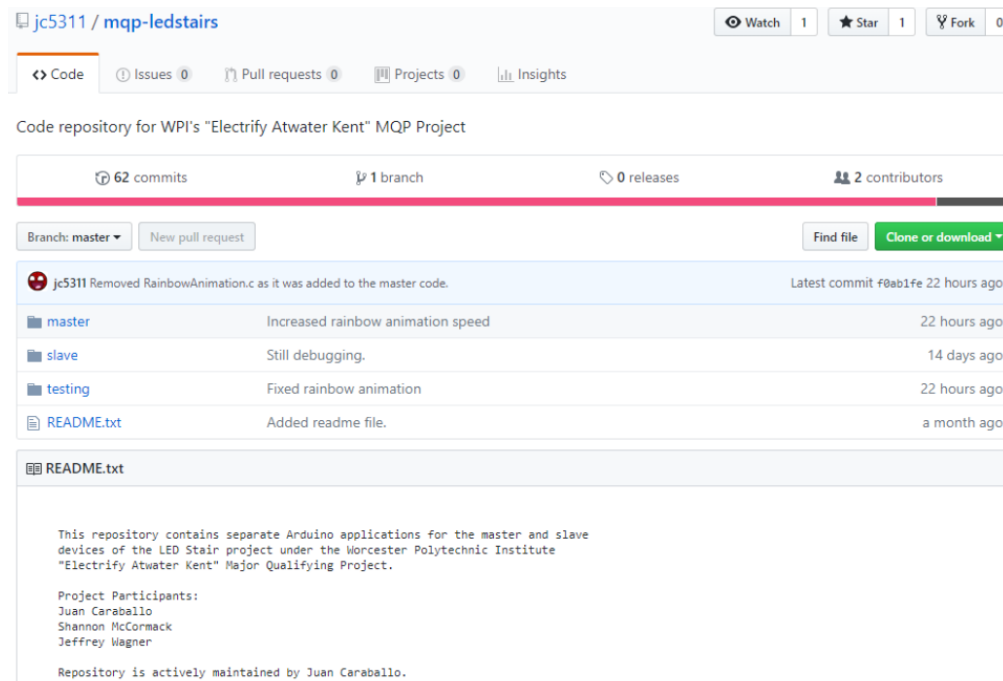 jc5311 / mqp-ledstairs Watch 1 Star 1 Fork 0
Code Issues 0 Pull requests 0 Projects 0 Insights
Code repository for WPI's "Electrify Atwater Kent" MQP Project
62 commits 1 branch 0 releases 2 contributors
Branch: master New pull request Find file Clone or download
jc5311 Removed RainbowAnimation.c as it was added to the master code. Latest commit f0ab1fe 22 hours ago
master Increased rainbow animation speed 22 hours ago
slave Still debugging. 14 days ago
testing Fixed rainbow animation 22 hours ago
README.txt Added readme file. a month ago
README.txt
This repository contains separate Arduino applications for the master and slave
devices of the LED Stair project under the Worcester Polytechnic Institute
"Electrify Atwater Kent" Major Qualifying Project.
Project Participants:
Juan Caraballo
Shannon McCormack
Jeffrey Wagner
Repository is actively maintained by Juan Caraballo.